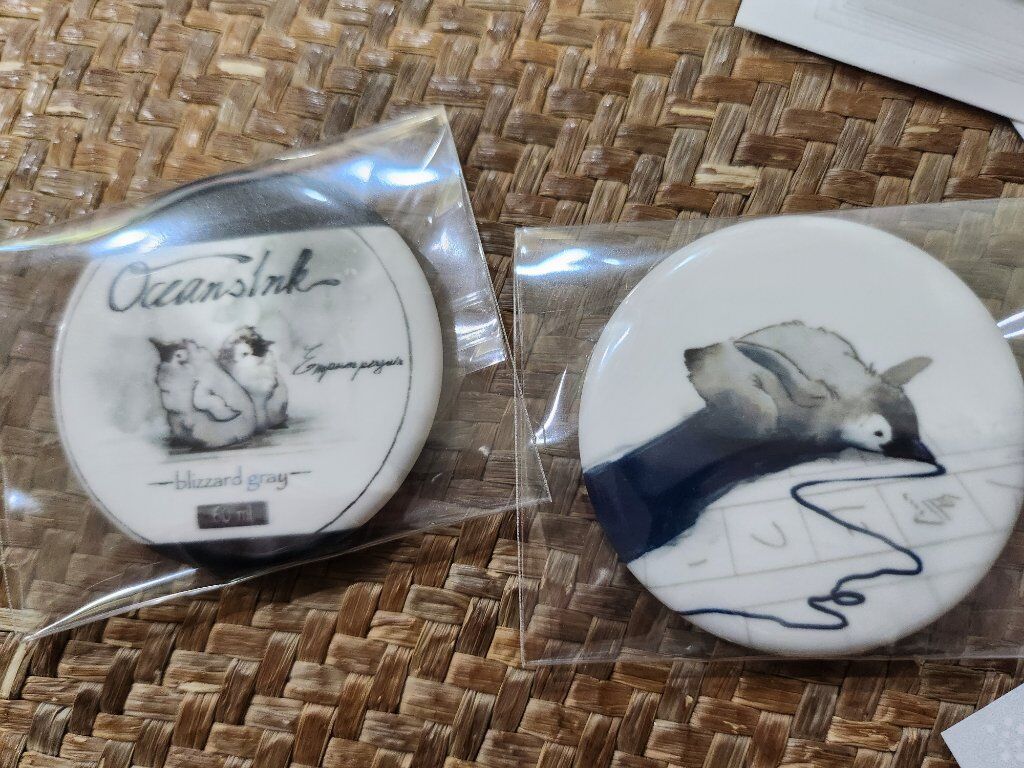 OceansInk
Emperor penguin
blizzard gray
60 ml